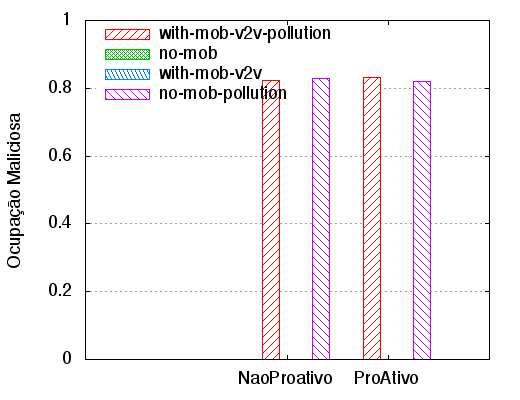 1
0.8
0.6
0.4
0.2
0
Ocupação Maliciosa
with-mob-v2v-pollution
no-mob
with-mob-v2v
no-mob-pollution
NaoProativo
ProAtivo